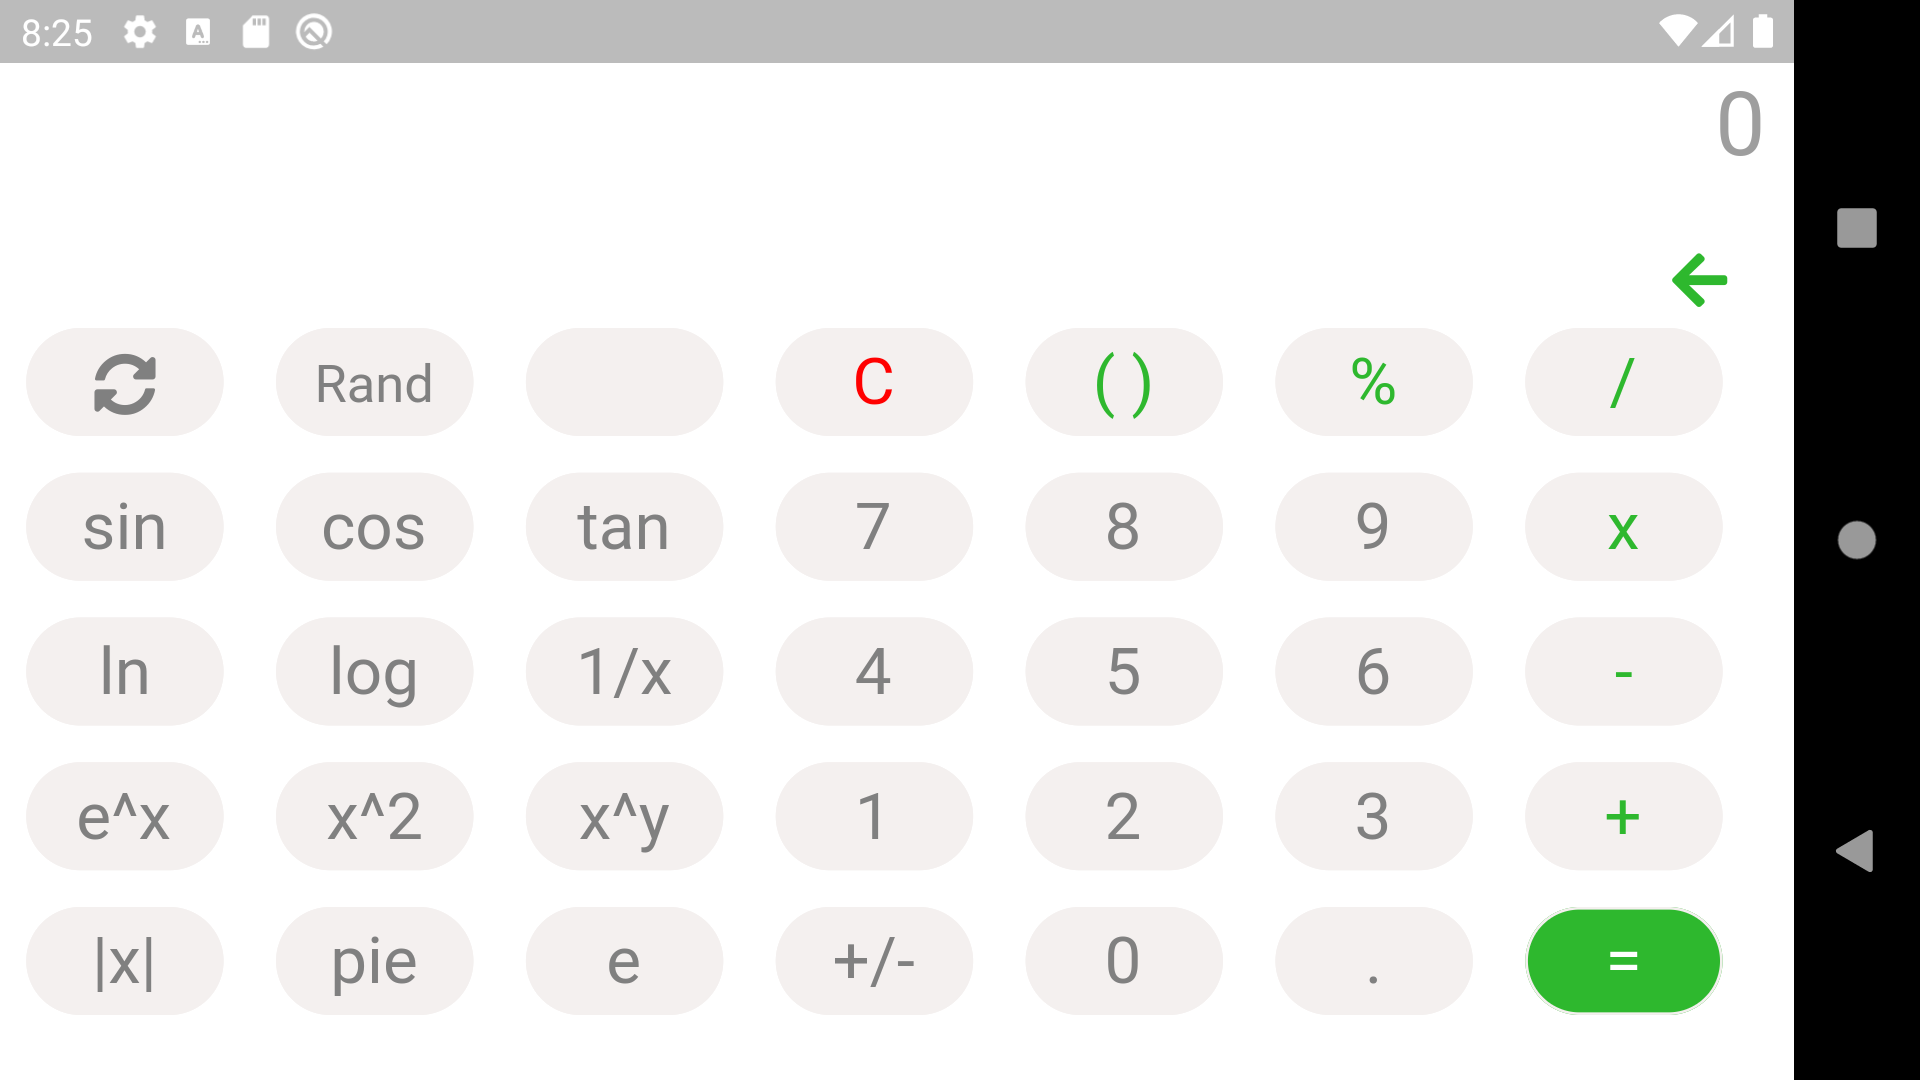 8:25
0
Rand C ( ) % /
sin cos tan 7 8 9 x
ln log 1/x 4 5 6 -
e^x x^2 x^y 1 2 3 +
|x| pie e +/- 0 . =